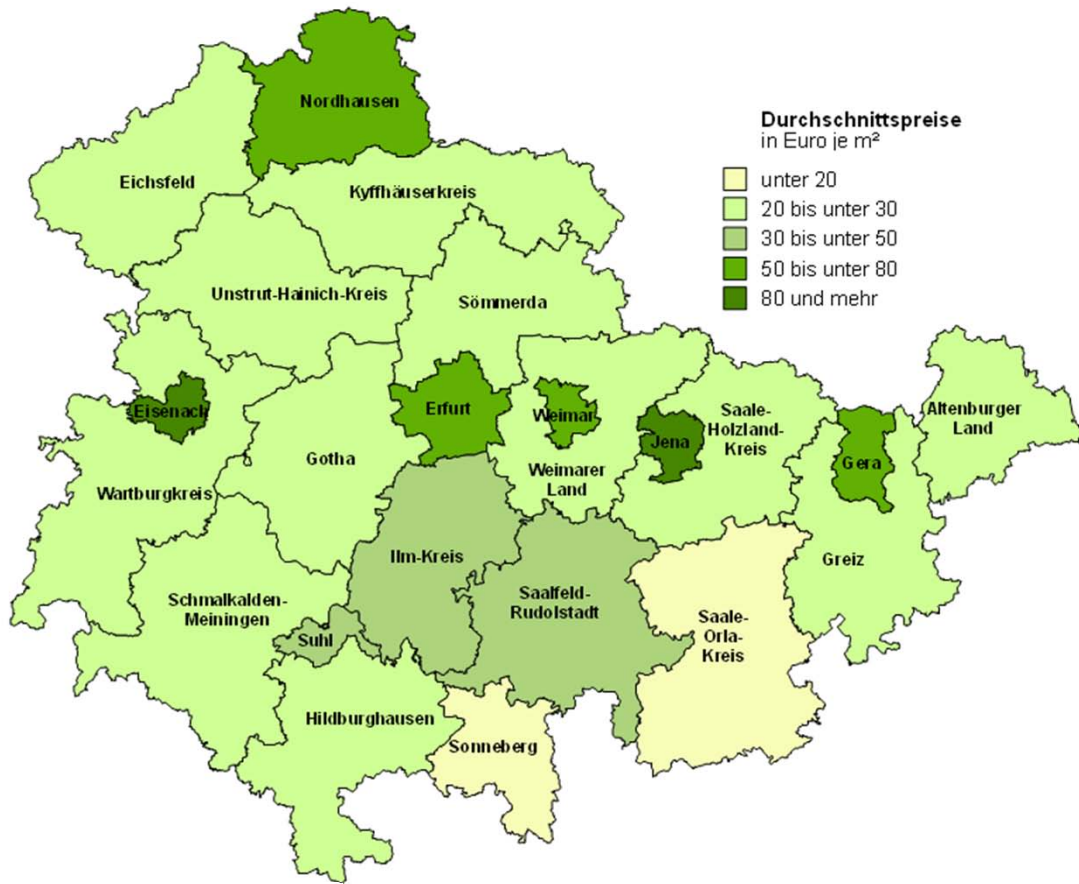 Nordhausen
Durchschnittspreise
in Euro je m²
unter 20
20 bis unter 30
30 bis unter 50
50 bis unter 80
80 und mehr
Eichsfeld
Kyffhäuserkreis
Unstrut-Hainich-Kreis
Sömmerda
Eisenack
Erfurt
Weimar
Jena
Saale-
Holzland-
Kreis
Altenburger
Land
Gotha
Gera
Weimarer
Land
Wartburgkreis
Ilm-Kreis
Greiz
Saalfeld-
Rudolstadt
Schmalkalden-
Meiningen
Saale-
Orla-
Kreis
Suhl
Hildburghausen
Sonneberg